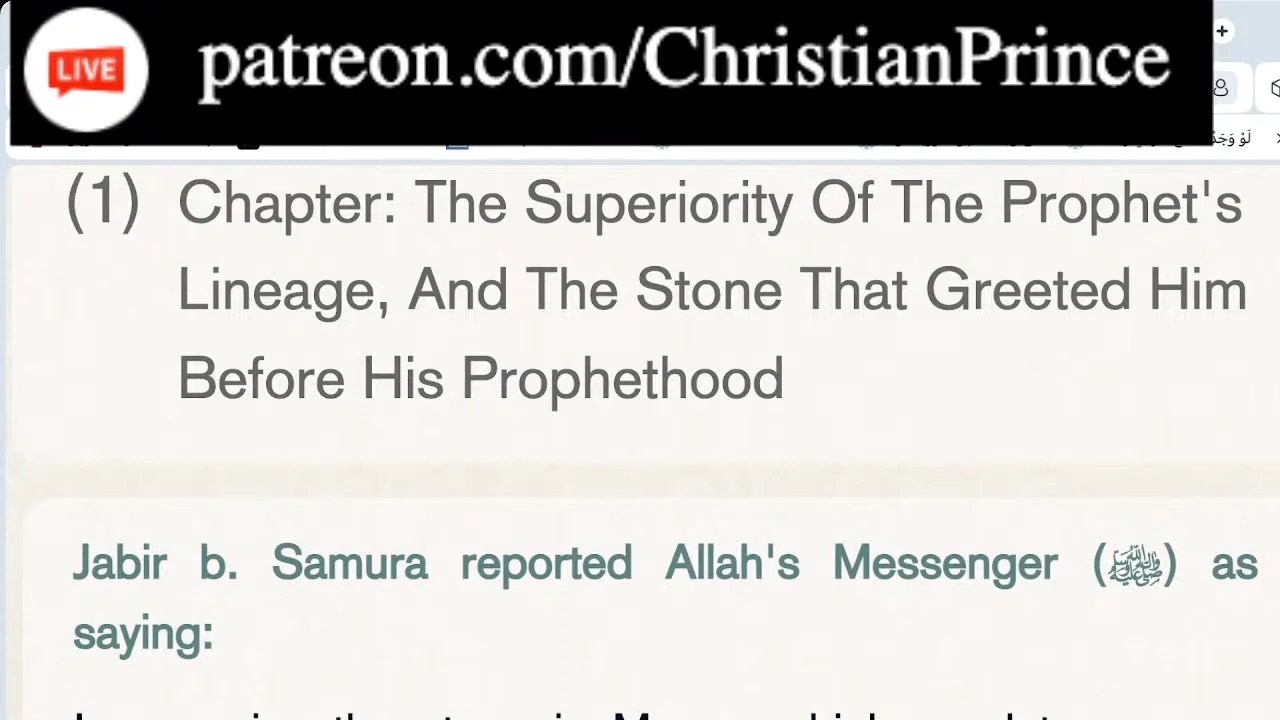 LIVE
patreon.com/ChristianPrince
(1) Chapter: The Superiority Of The Prophet's
Lineage, And The Stone That Greeted Him
Before His Prophethood
Jabir b. Samura reported Allah's Messenger (ﷺ) as
saying: